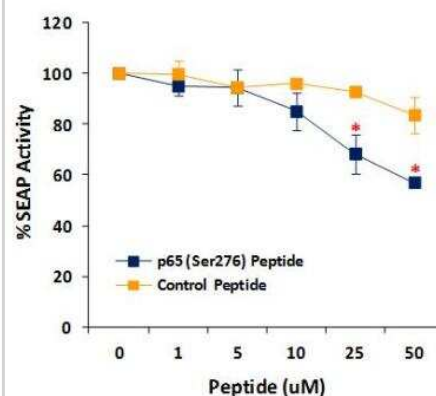 120
100
80
60
40
20
0
%SEAP Activity
*
*
p65 (Ser276) Peptide
Control Peptide
0 1 5 10 25 50
Peptide (uM)